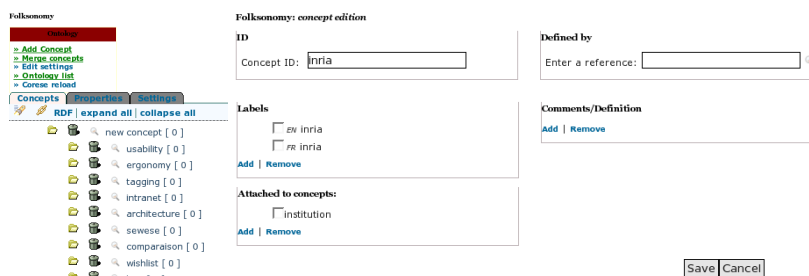 Folksonomy
Ontology
» Add Concept
» Merge concepts
» Edit settings
» Ontology list
» Corese reload
Concepts Properties Settings
RDF | expand all | collapse all
new concept [ 0 ]
usability [ 0 ]
ergonomy [ 0 ]
tagging [ 0 ]
intranet [ 0 ]
architecture [ 0 ]
sewese [ 0 ]
comparaison [ 0 ]
wishlist [ 0 ]
Folksonomy: concept edition
ID
Concept ID: inria
Labels
EN inria
FR inria
Add | Remove
Attached to concepts:
institution
Add | Remove
Defined by
Enter a reference:
Comments/Definition
Add | Remove
Save Cancel